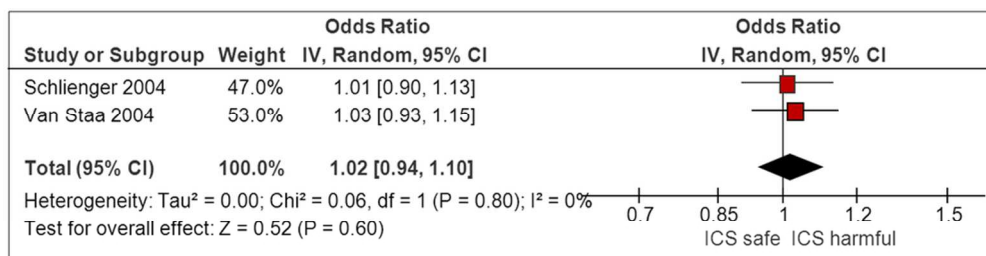 Odds Ratio Odds Ratio
Study or Subgroup Weight IV, Random, 95% CI IV, Random, 95% CI
Schlienger 2004 47.0% 1.01 [0.90, 1.13]
Van Staa 2004 53.0% 1.03 [0.93, 1.15]
Total (95% CI) 100.0% 1.02 [0.94, 1.10]
Heterogeneity: Tau² = 0.00; Chi² = 0.06, df = 1 (P = 0.80); I² = 0%
Test for overall effect: Z = 0.52 (P = 0.60)
0.7 0.85 1 1.2 1.5
ICS safe ICS harmful